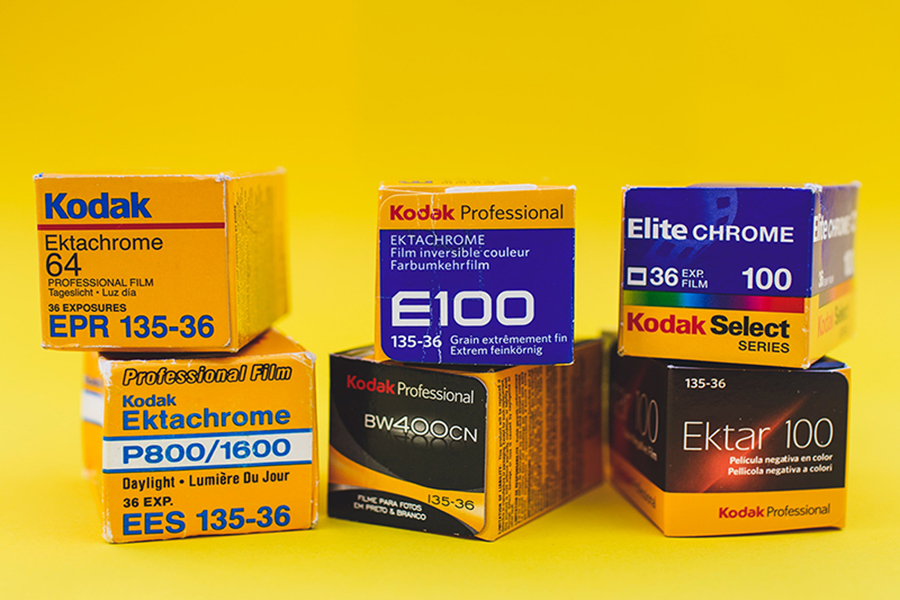 Kodak
Ektachrome
64
PROFESSIONAL FILM
Tageslicht • Luz dia
36 EXPOSURES
EPR 135-36
Kodak Professional
EKTACHROME
Film inversible couleur
Farbumkehrfilm
E100
135-36
Grain extrêmement fin
Extrem feinkörnig
Elite CHROME
36 EXP. FILM 100
Kodak Select
SERIES
Elite CHROME
Professional Film
Kodak
Ektachrome
P800/1600
Daylight • Lumière Du Jour
36 EXP.
EES 135-36
Kodak Professional
BW400CN
135-36
FILME PARA FOTOS
EM PRETO & BRANCO
135-36
Ektar 100
Película negativa en color
Pellicola negativa a colori
Kodak Professional